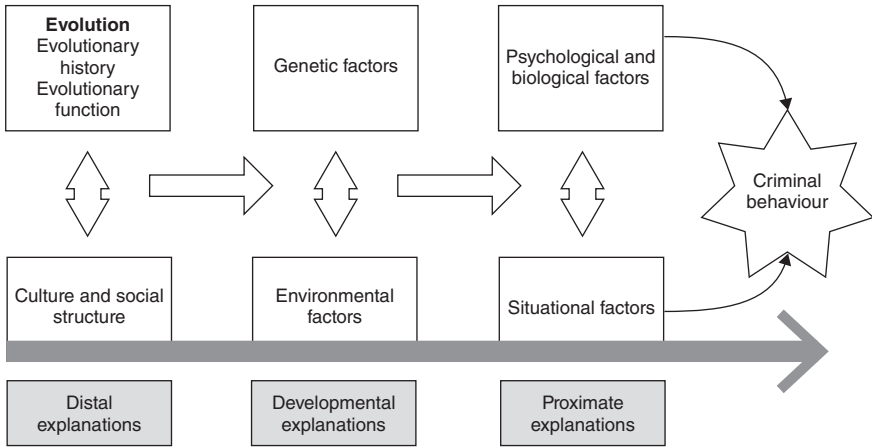 Evolution
Evolutionary
history
Evolutionary
function
Genetic factors
Psychological and
biological factors
Criminal
behaviour
Culture and social
structure
Environmental
factors
Situational factors
Distal
explanations
Developmental
explanations
Proximate
explanations